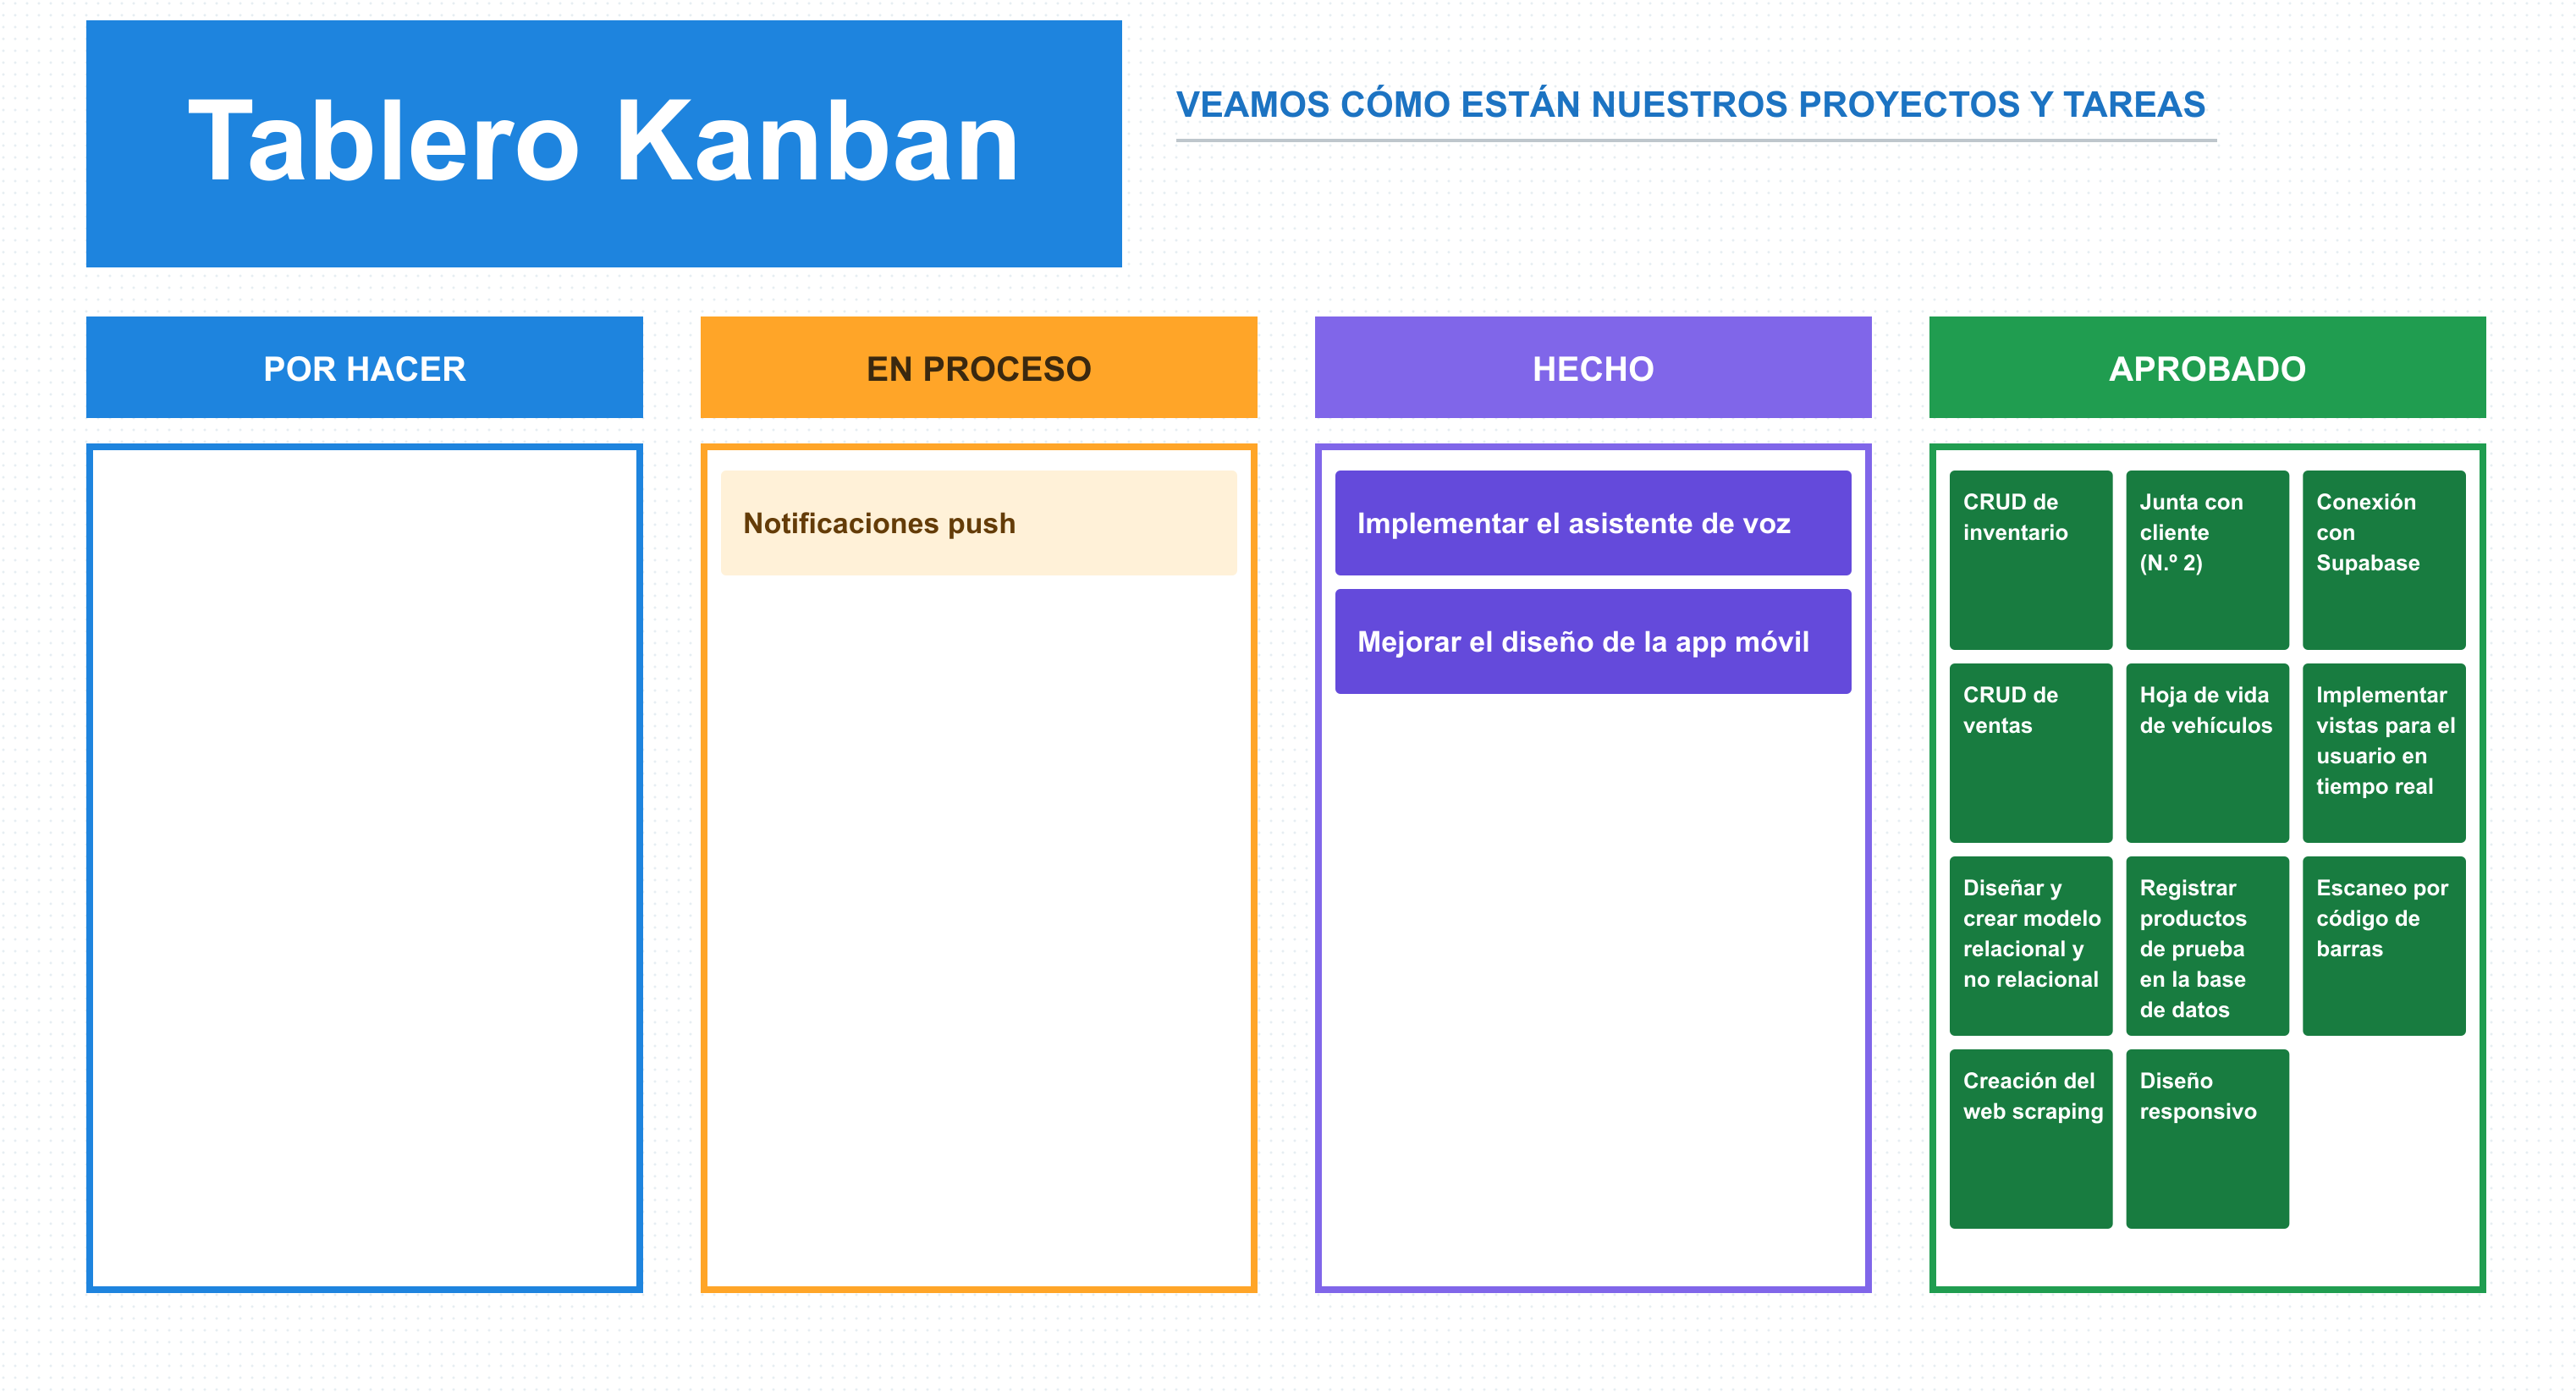 Tablero Kanban
VEAMOS CÓMO ESTÁN NUESTROS PROYECTOS Y TAREAS
POR HACER
EN PROCESO
Notificaciones push
HECHO
Implementar el asistente de voz
Mejorar el diseño de la app móvil
APROBADO
CRUD de
inventario
Junta con
cliente
(N.º 2)
Conexión
con
Supabase
CRUD de
ventas
Hoja de vida
de vehículos
Implementar
vistas para el
usuario en
tiempo real
Diseñar y
crear modelo
relacional y
no relacional
Registrar
productos
de prueba
en la base
de datos
Escaneo por
código de
barras
Creación del
web scraping
Diseño
responsivo